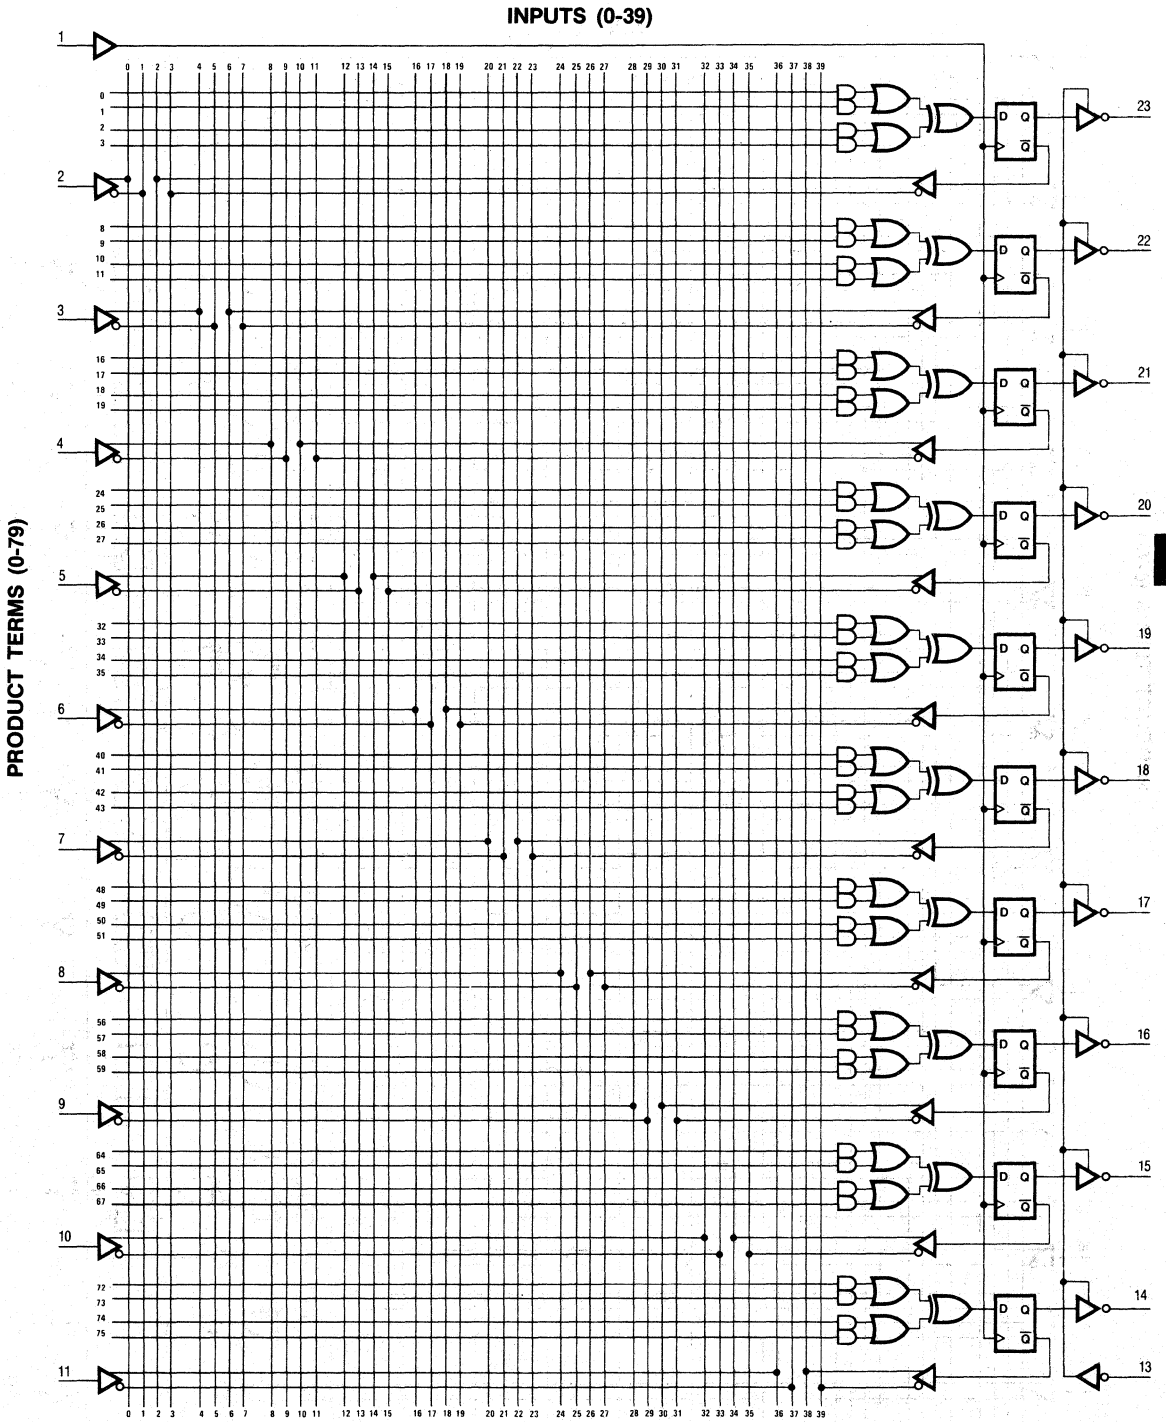 INPUTS (0-39)
1
0 1 2 3 4 5 6 7 8 9 10 11 12 13 14 15 16 17 18 19 20 21 22 23 24 25 26 27 28 29 30 31 32 33 34 35 36 37 38 39
0
1
2
3
D Q
Q̅
23
2
8
9
10
11
D Q
Q̅
22
3
16
17
18
19
D Q
Q̅
21
4
24
25
26
27
D Q
Q̅
20
PRODUCT TERMS (0-79)
5
32
33
34
35
D Q
Q̅
19
6
40
41
42
43
D Q
Q̅
18
7
48
49
50
51
D Q
Q̅
17
8
56
57
58
59
D Q
Q̅
16
9
64
65
66
67
D Q
Q̅
15
10
72
73
74
75
D Q
Q̅
14
11
13
0 1 2 3 4 5 6 7 8 9 10 11 12 13 14 15 16 17 18 19 20 21 22 23 24 25 26 27 28 29 30 31 32 33 34 35 36 37 38 39